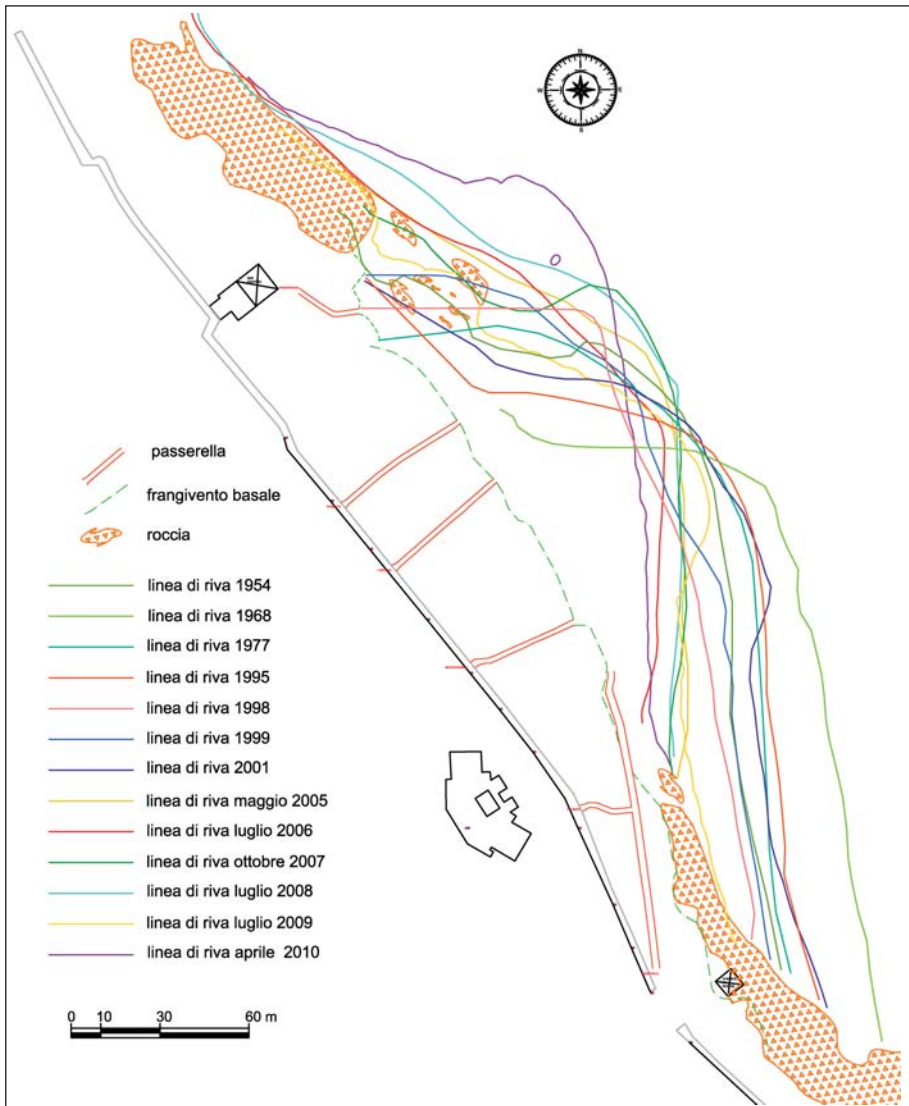 N
W
E
S
passerella
frangivento basale
roccia
linea di riva 1954
linea di riva 1968
linea di riva 1977
linea di riva 1995
linea di riva 1998
linea di riva 1999
linea di riva 2001
linea di riva maggio 2005
linea di riva luglio 2006
linea di riva ottobre 2007
linea di riva luglio 2008
linea di riva luglio 2009
linea di riva aprile 2010
0 10 30 60 m